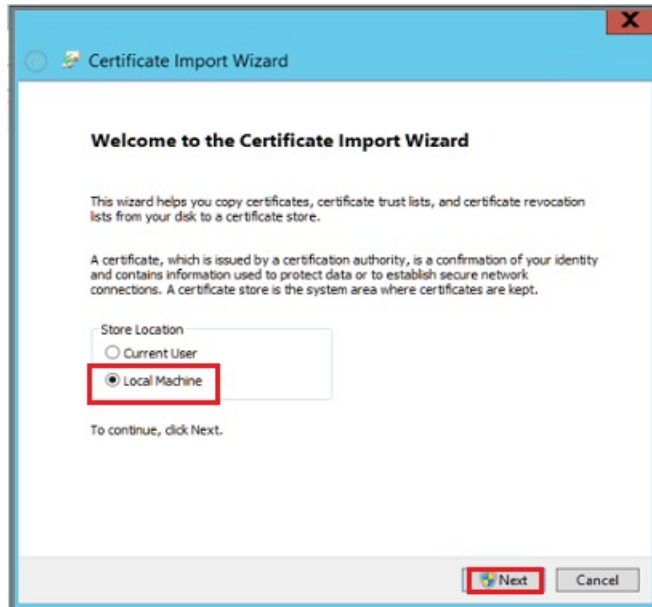 Certificate Import Wizard
Welcome to the Certificate Import Wizard
This wizard helps you copy certificates, certificate trust lists, and certificate revocation
lists from your disk to a certificate store.
A certificate, which is issued by a certification authority, is a confirmation of your identity
and contains information used to protect data or to establish secure network
connections. A certificate store is the system area where certificates are kept.
Store Location
Current User
Local Machine
To continue, click Next.
Next Cancel